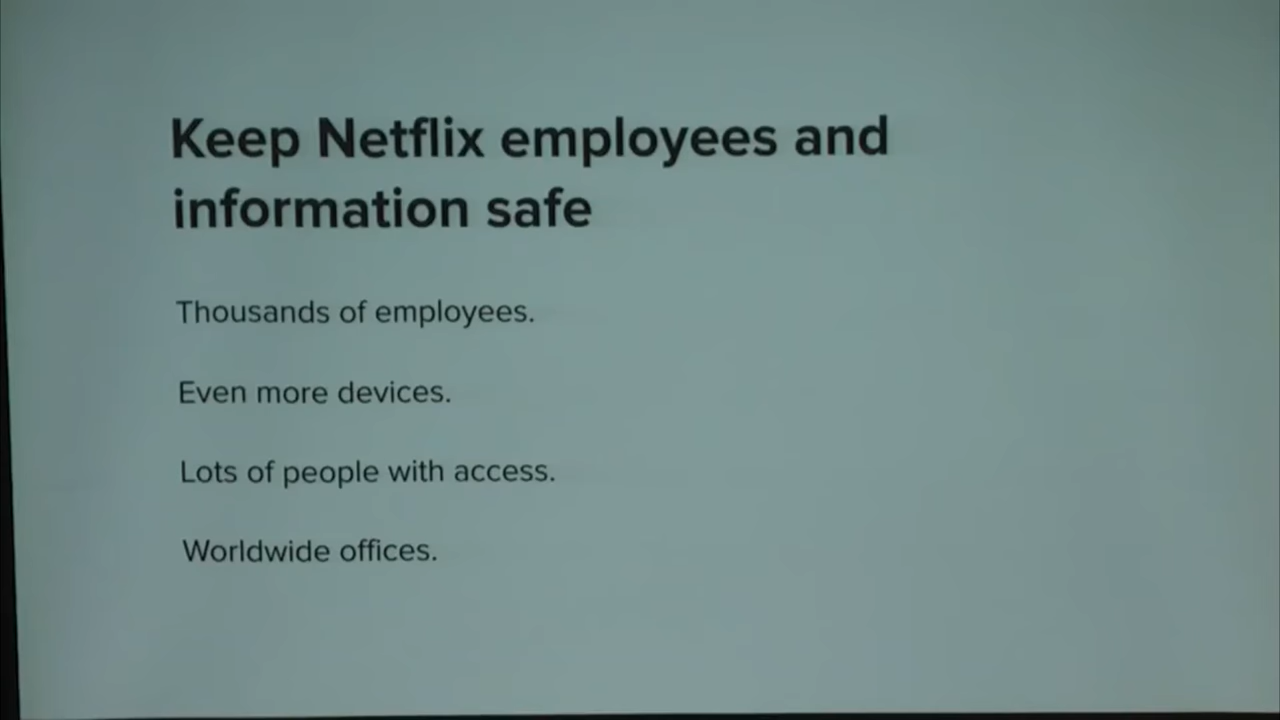 Keep Netflix employees and
information safe
Thousands of employees.
Even more devices.
Lots of people with access.
Worldwide offices.